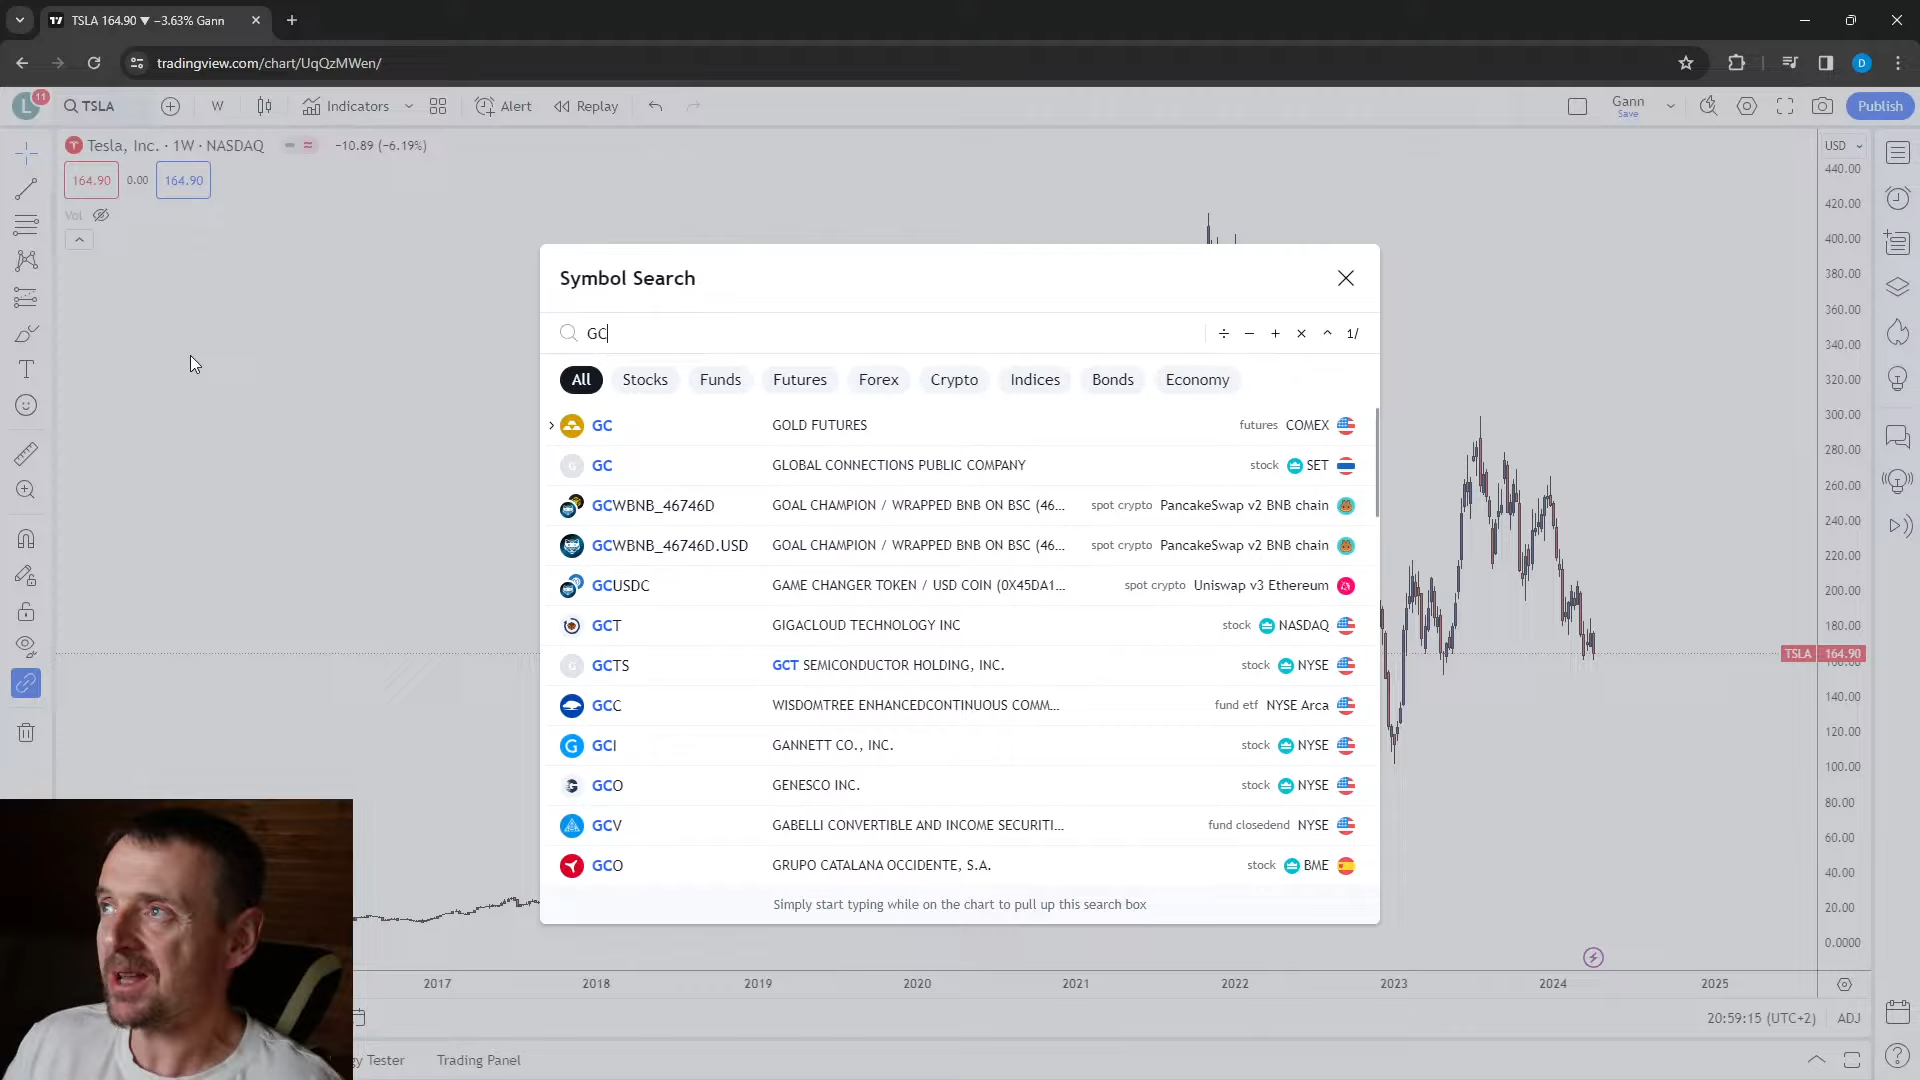 TSLA 164.90 ▼ −3.63% Gann
tradingview.com/chart/UqQzMWen/
D
L
11
TSLA
W
Indicators
Alert
Replay
Gann
Save
Publish
Tesla, Inc. · 1W · NASDAQ
−10.89 (−6.19%)
164.90
0.00
164.90
Vol
USD
440.00
420.00
400.00
380.00
360.00
340.00
320.00
300.00
280.00
260.00
240.00
220.00
200.00
180.00
TSLA 164.90
140.00
120.00
100.00
80.00
60.00
40.00
20.00
0.0000
Symbol Search
GC
÷ − + × ^ 1/
All Stocks Funds Futures Forex Crypto Indices Bonds Economy
GC GOLD FUTURES futures COMEX
GC GLOBAL CONNECTIONS PUBLIC COMPANY stock SET
GCWBNB_46746D GOAL CHAMPION / WRAPPED BNB ON BSC (46... spot crypto PancakeSwap v2 BNB chain
GCWBNB_46746D.USD GOAL CHAMPION / WRAPPED BNB ON BSC (46... spot crypto PancakeSwap v2 BNB chain
GCUSDC GAME CHANGER TOKEN / USD COIN (0X45DA1... spot crypto Uniswap v3 Ethereum
GCT GIGACLOUD TECHNOLOGY INC stock NASDAQ
GCTS GCT SEMICONDUCTOR HOLDING, INC. stock NYSE
GCC WISDOMTREE ENHANCEDCONTINUOUS COMM... fund etf NYSE Arca
GCI GANNETT CO., INC. stock NYSE
GCO GENESCO INC. stock NYSE
GCV GABELLI CONVERTIBLE AND INCOME SECURITI... fund closedend NYSE
GCO GRUPO CATALANA OCCIDENTE, S.A. stock BME
Simply start typing while on the chart to pull up this search box
2017 2018 2019 2020 2021 2022 2023 2024 2025
20:59:15 (UTC+2) ADJ
Tester Trading Panel